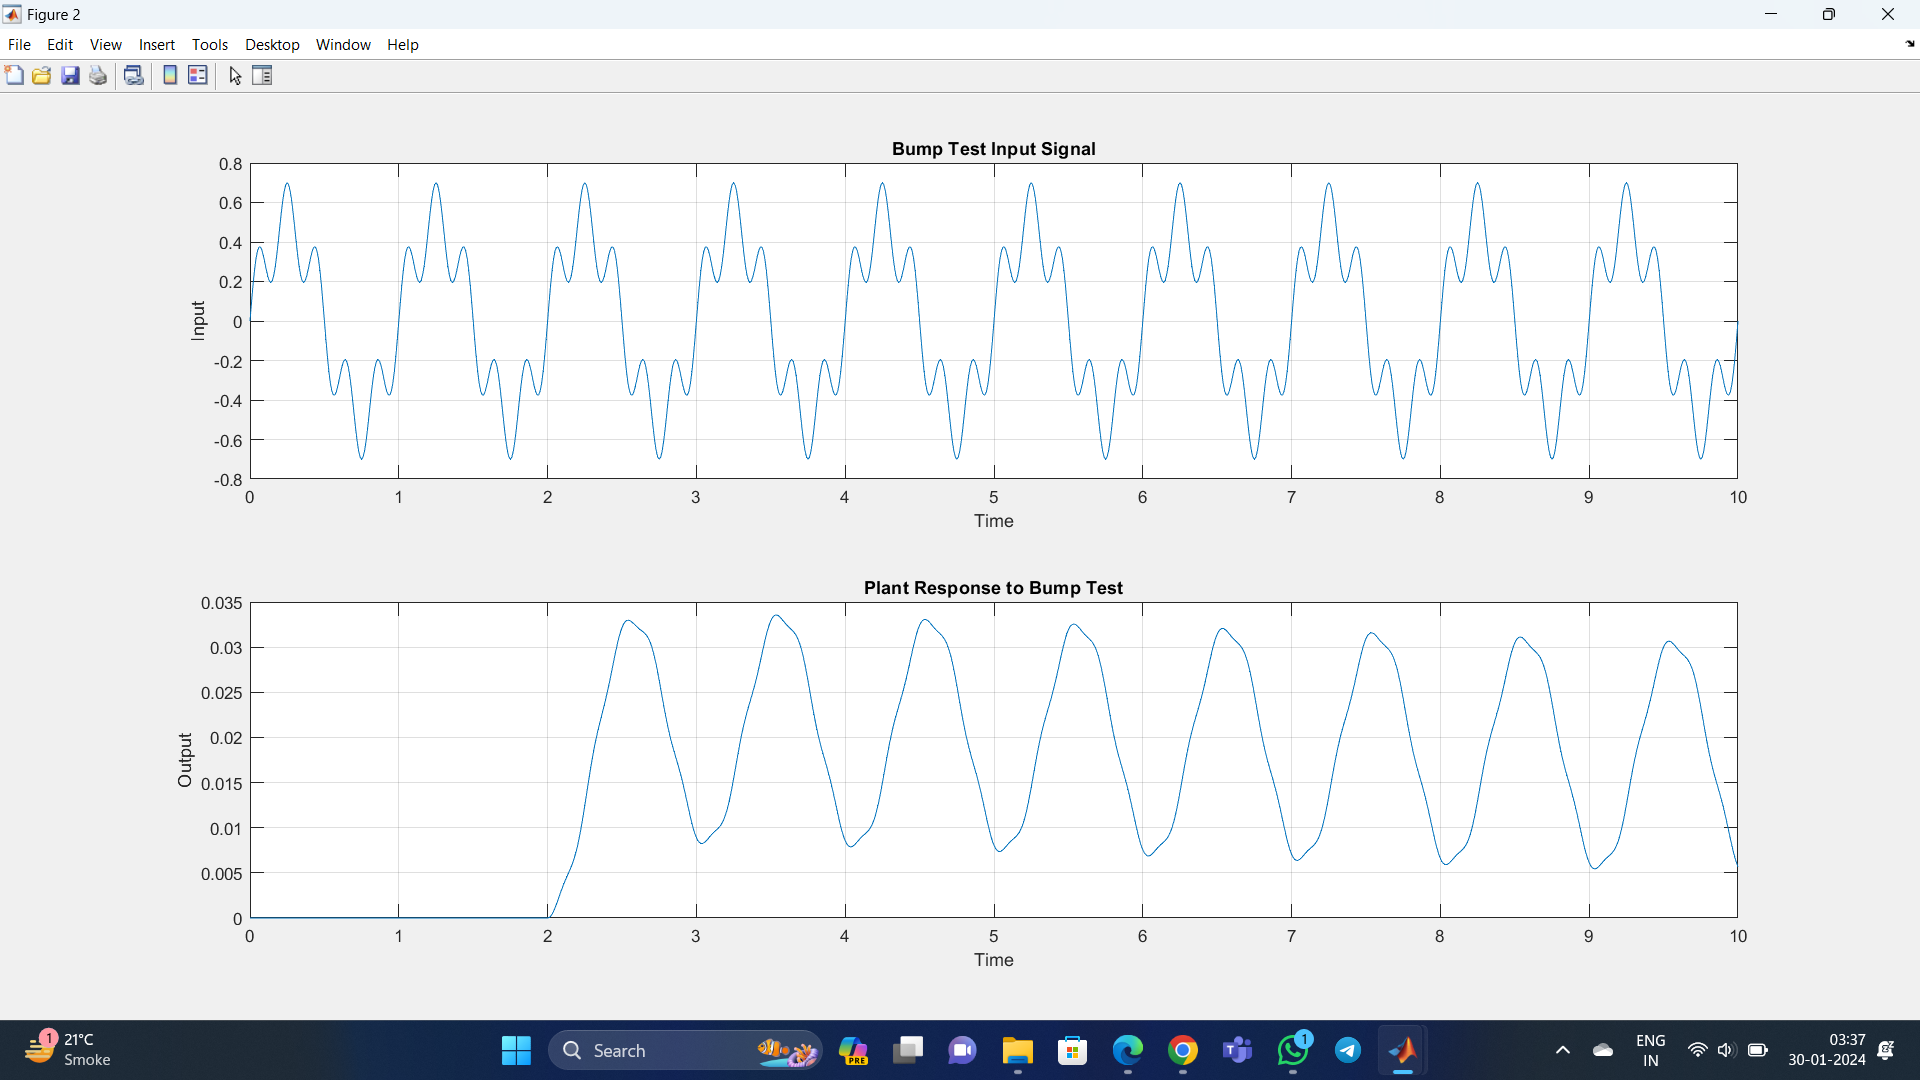 Figure 2
File Edit View Insert Tools Desktop Window Help
Bump Test Input Signal
0.8
0.6
0.4
0.2
0
-0.2
-0.4
-0.6
-0.8
Input
0 1 2 3 4 5 6 7 8 9 10
Time
Plant Response to Bump Test
0.035
0.03
0.025
0.02
0.015
0.01
0.005
0
Output
0 1 2 3 4 5 6 7 8 9 10
Time
1
21°C
Smoke
Search
PRE
T
1
ENG
IN
03:37
30-01-2024